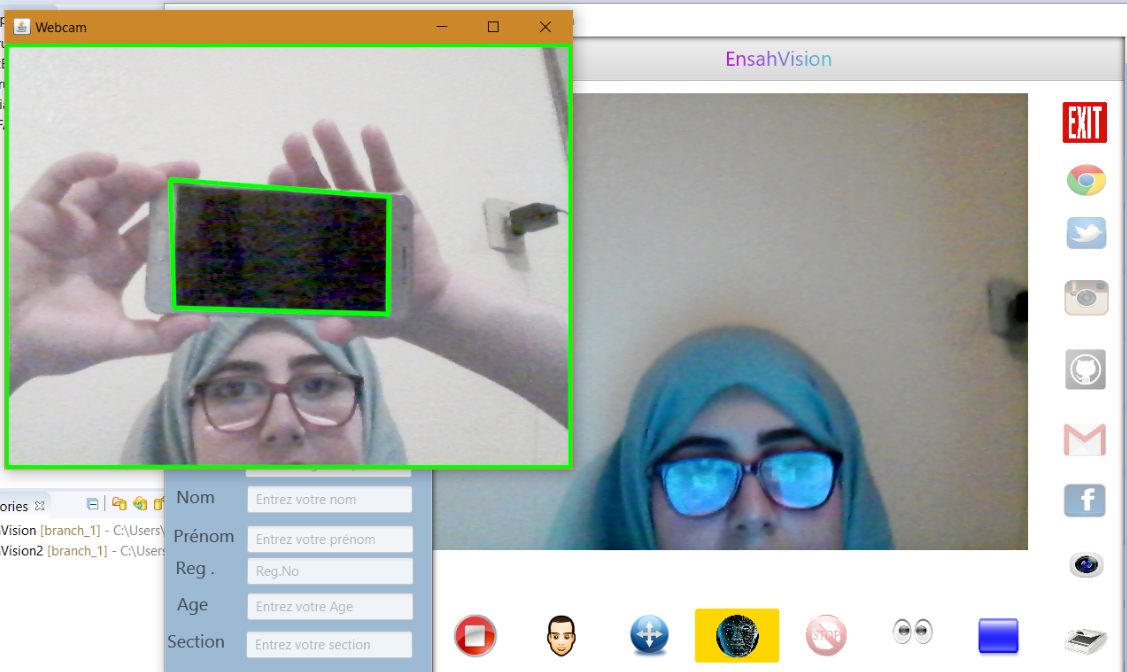 Webcam
EnsahVision
EXIT
ories
Nom
Entrez votre nom
Vision [branch_1] - C:\Users\
Prénom
Entrez votre prénom
Vision2 [branch_1] - C:\Users
Reg .
Reg.No
Age
Entrez votre Age
Section
Entrez votre section
STOP